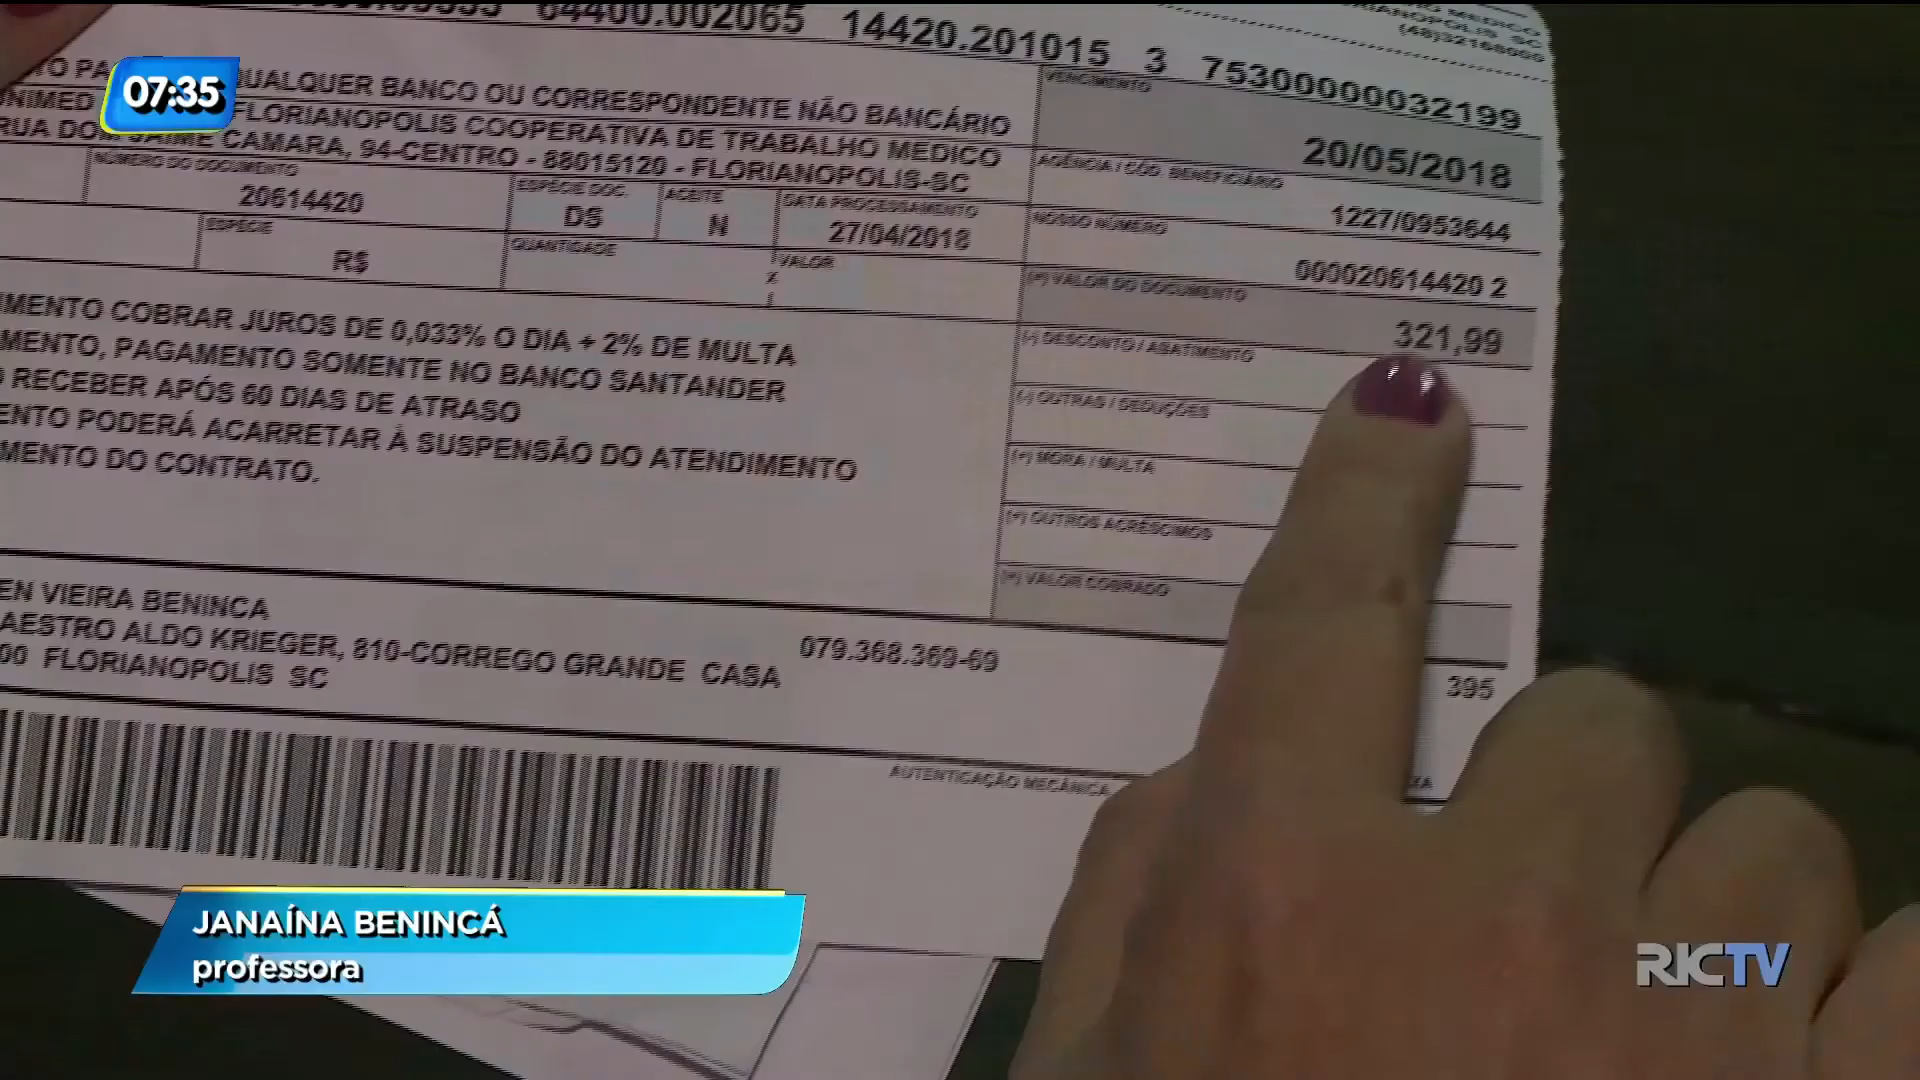 64400.002065 14420.201015 3 75300000032199
QUALQUER BANCO OU CORRESPONDENTE NÃO BANCÁRIO
FLORIANOPOLIS COOPERATIVA DE TRABALHO MEDICO
JAIME CAMARA, 94-CENTRO - 88015120 - FLORIANOPOLIS-SC
(48)3216800
07:35
VENCIMENTO
20/05/2018
NÚMERO DO DOCUMENTO
20614420
ESPÉCIE DOC.
DS
ACEITE
N
DATA PROCESSAMENTO
27/04/2018
AGÊNCIA / CÓD. BENEFICIÁRIO
1227/0953644
ESPÉCIE
R$
QUANTIDADE
VALOR
X
NOSSO NÚMERO
000020614420 2
(=) VALOR DO DOCUMENTO
321,99
IMENTO COBRAR JUROS DE 0,033% O DIA + 2% DE MULTA
MENTO, PAGAMENTO SOMENTE NO BANCO SANTANDER
RECEBER APÓS 60 DIAS DE ATRASO
ENTO PODERÁ ACARRETAR À SUSPENSÃO DO ATENDIMENTO
MENTO DO CONTRATO.
(-) DESCONTO / ABATIMENTO
(-) OUTRAS / DEDUÇÕES
(+) MORA / MULTA
(+) OUTROS ACRÉSCIMOS
(=) VALOR COBRADO
EN VIEIRA BENINCA
AESTRO ALDO KRIEGER, 810-CORREGO GRANDE CASA
00 FLORIANOPOLIS SC
079.368.369-69
395
AUTENTICAÇÃO MECÂNICA
JANAÍNA BENINCÁ
professora
RICTV